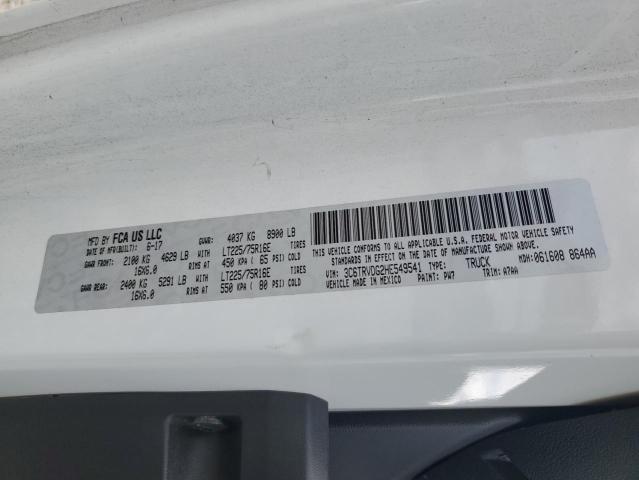 MFD BY FCA US LLC
DATE OF MFR(BUILT): 6-17
GVWR: 4037 KG 8900 LB
GAWR FRONT: 2100 KG 4629 LB WITH LT225/75R16E TIRES
16X6.0 RIMS AT 450 KPA ( 65 PSI) COLD
GAWR REAR: 2400 KG 5291 LB WITH LT225/75R16E TIRES
16X6.0 RIMS AT 550 KPA ( 80 PSI) COLD
THIS VEHICLE CONFORMS TO ALL APPLICABLE U.S.A. FEDERAL MOTOR VEHICLE SAFETY
STANDARDS IN EFFECT ON THE DATE OF MANUFACTURE SHOWN ABOVE.
VIN: 3C6TRVDG2HE549541 TYPE: TRUCK MDH: 061608 864AA
VEHICLE MADE IN MEXICO PAINT: PW7 TRIM: A7AA